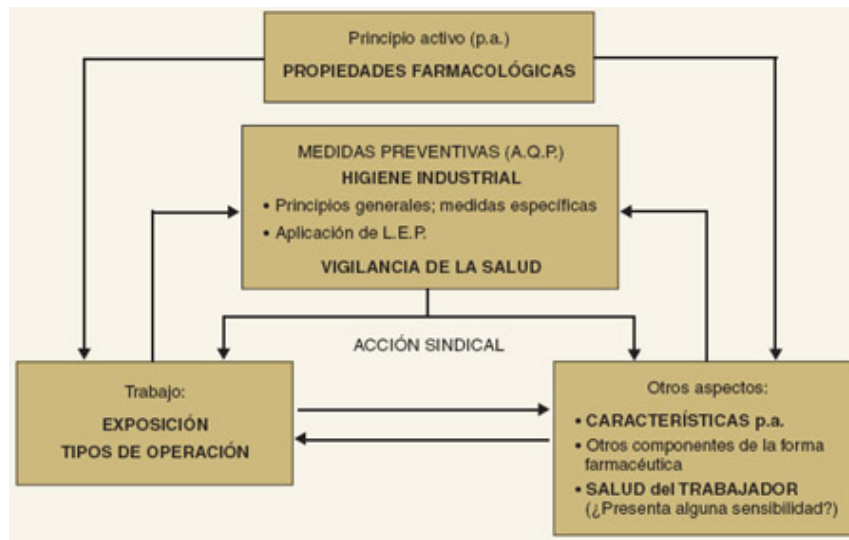 Principio activo (p.a.)
PROPIEDADES FARMACOLÓGICAS
MEDIDAS PREVENTIVAS (A.Q.P.)
HIGIENE INDUSTRIAL
• Principios generales; medidas específicas
• Aplicación de L.E.P.
VIGILANCIA DE LA SALUD
ACCIÓN SINDICAL
Trabajo:
EXPOSICIÓN
TIPOS DE OPERACIÓN
Otros aspectos:
• CARACTERÍSTICAS p.a.
• Otros componentes de la forma
farmacéutica
• SALUD del TRABAJADOR
(¿Presenta alguna sensibilidad?)